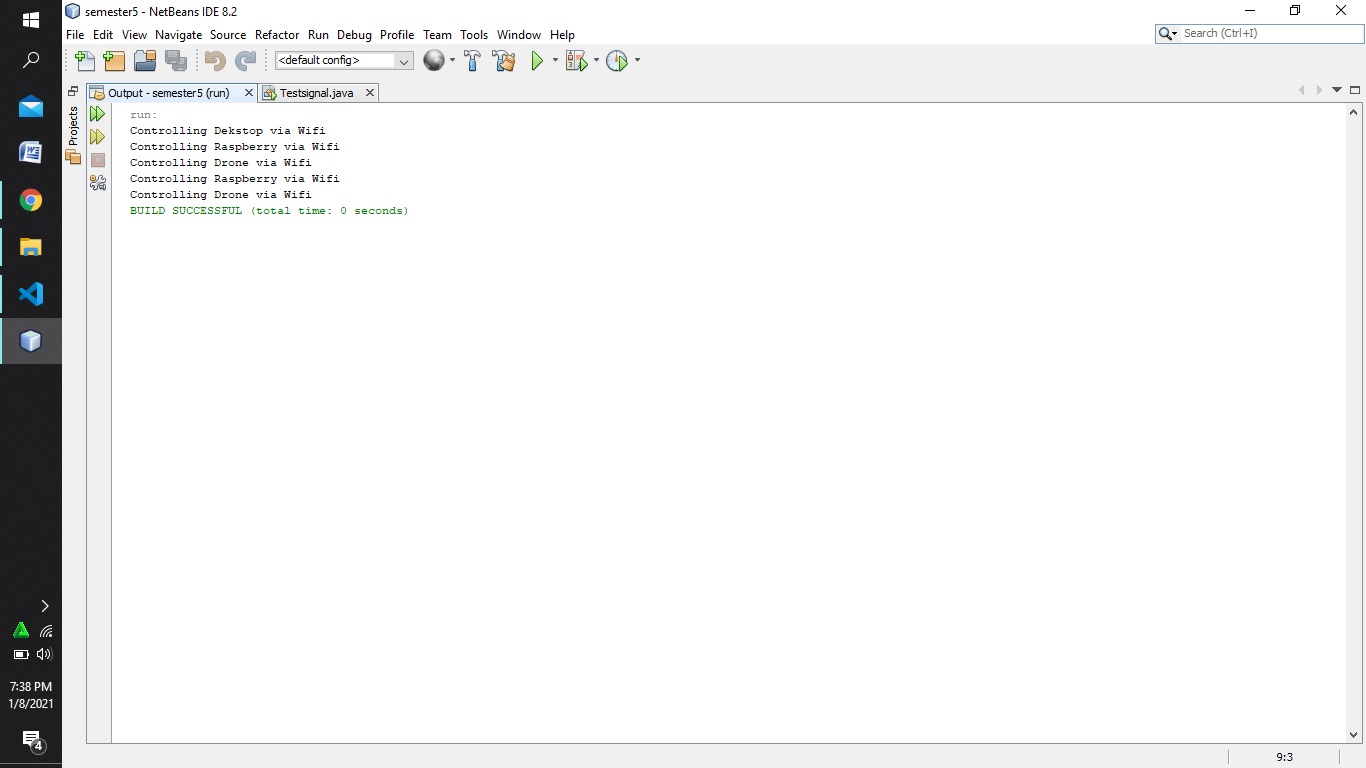 semester5 - NetBeans IDE 8.2
File Edit View Navigate Source Refactor Run Debug Profile Team Tools Window Help
Search (Ctrl+I)
<default config>
Output - semester5 (run)
Testsignal.java
Projects
run:
Controlling Dekstop via Wifi
Controlling Raspberry via Wifi
Controlling Drone via Wifi
Controlling Raspberry via Wifi
Controlling Drone via Wifi
BUILD SUCCESSFUL (total time: 0 seconds)
7:38 PM
1/8/2021
4
9:3